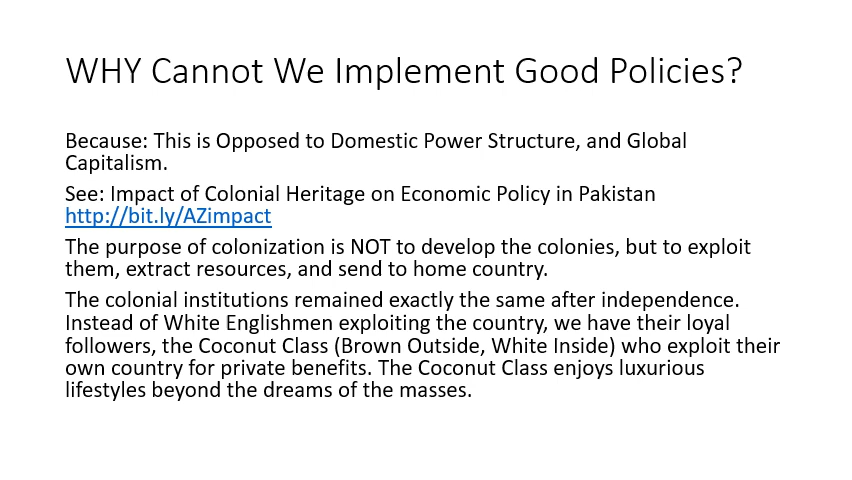 WHY Cannot We Implement Good Policies?
Because: This is Opposed to Domestic Power Structure, and Global
Capitalism.
See: Impact of Colonial Heritage on Economic Policy in Pakistan
http://bit.ly/AZimpact
The purpose of colonization is NOT to develop the colonies, but to exploit
them, extract resources, and send to home country.
The colonial institutions remained exactly the same after independence.
Instead of White Englishmen exploiting the country, we have their loyal
followers, the Coconut Class (Brown Outside, White Inside) who exploit their
own country for private benefits. The Coconut Class enjoys luxurious
lifestyles beyond the dreams of the masses.